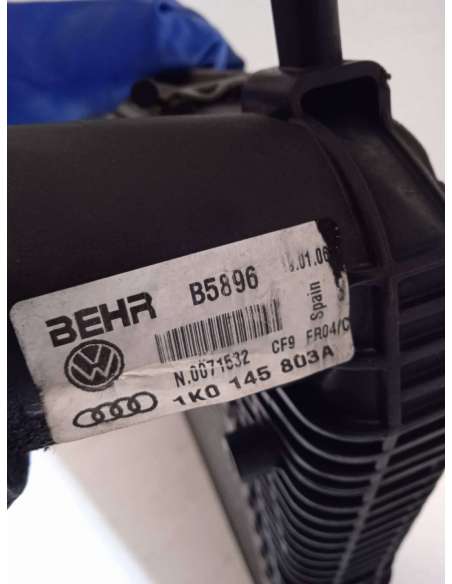 BEHR B5896
.01.06
Spain
N.0071532 CF9 FR04/C
1K0 145 803A